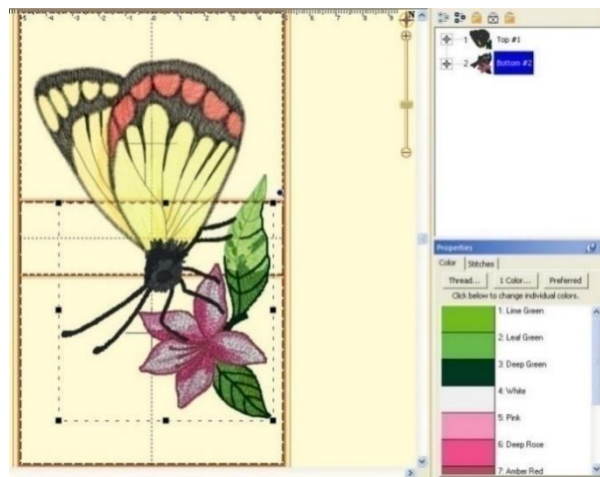 1 Top #1
2 Bottom #2
Properties
Color Stitches
Thread... 1 Color... Preferred
Click below to change individual colors.
1: Lime Green
2: Leaf Green
3: Deep Green
4: White
5: Pink
6: Deep Rose
7: Amber Red